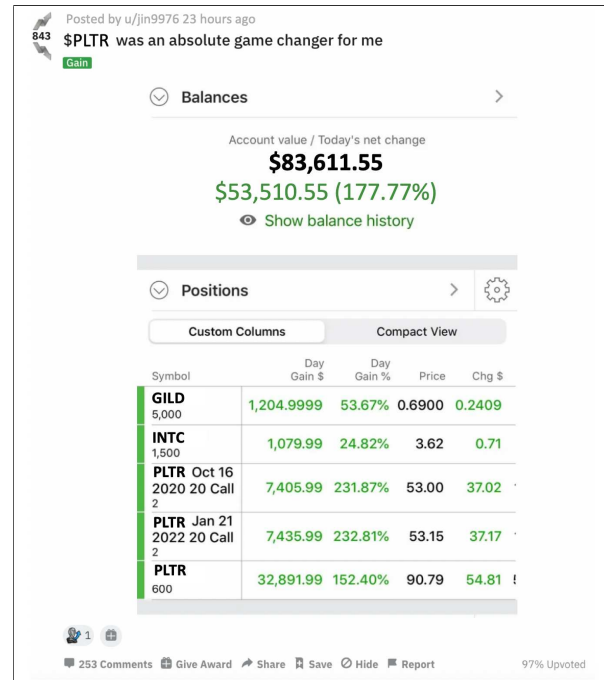 Posted by u/jin9976 23 hours ago
843
$PLTR was an absolute game changer for me
Gain
Balances
Account value / Today's net change
$83,611.55
$53,510.55 (177.77%)
Show balance history
Positions
Custom Columns Compact View
Day Day
Symbol Gain $ Gain % Price Chg $
GILD
5,000 1,204.9999 53.67% 0.6900 0.2409
INTC
1,500 1,079.99 24.82% 3.62 0.71
PLTR Oct 16
2020 20 Call 7,405.99 231.87% 53.00 37.02
2
PLTR Jan 21
2022 20 Call 7,435.99 232.81% 53.15 37.17
2
PLTR
600 32,891.99 152.40% 90.79 54.81
1
253 Comments Give Award Share Save Hide Report 97% Upvoted